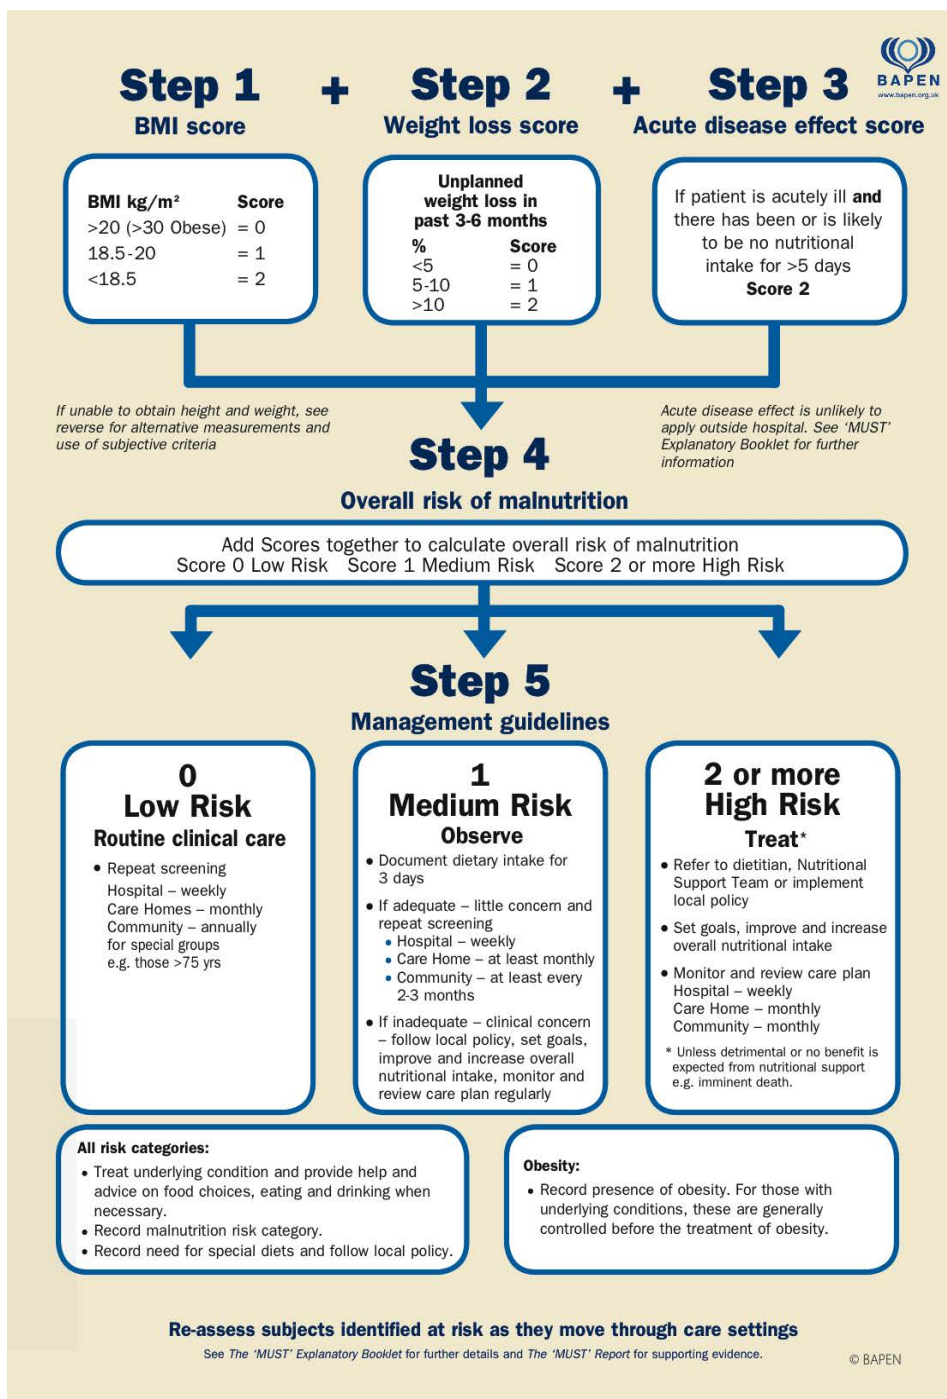 BAPEN
www.bapen.org.uk
Step 1 + Step 2 + Step 3
BMI score
Weight loss score
Acute disease effect score
BMI kg/m² Score
>20 (>30 Obese) = 0
18.5-20 = 1
<18.5 = 2
Unplanned
weight loss in
past 3-6 months
% Score
<5 = 0
5-10 = 1
>10 = 2
If patient is acutely ill and
there has been or is likely
to be no nutritional
intake for >5 days
Score 2
If unable to obtain height and weight, see
reverse for alternative measurements and
use of subjective criteria
Acute disease effect is unlikely to
apply outside hospital. See ‘MUST’
Explanatory Booklet for further
information
Step 4
Overall risk of malnutrition
Add Scores together to calculate overall risk of malnutrition
Score 0 Low Risk Score 1 Medium Risk Score 2 or more High Risk
Step 5
Management guidelines
0
Low Risk
Routine clinical care
• Repeat screening
Hospital – weekly
Care Homes – monthly
Community – annually
for special groups
e.g. those >75 yrs
1
Medium Risk
Observe
• Document dietary intake for
3 days
• If adequate – little concern and
repeat screening
• Hospital – weekly
• Care Home – at least monthly
• Community – at least every
2-3 months
• If inadequate – clinical concern
– follow local policy, set goals,
improve and increase overall
nutritional intake, monitor and
review care plan regularly
2 or more
High Risk
Treat*
• Refer to dietitian, Nutritional
Support Team or implement
local policy
• Set goals, improve and increase
overall nutritional intake
• Monitor and review care plan
Hospital – weekly
Care Home – monthly
Community – monthly
* Unless detrimental or no benefit is
expected from nutritional support
e.g. imminent death.
All risk categories:
• Treat underlying condition and provide help and
advice on food choices, eating and drinking when
necessary.
• Record malnutrition risk category.
• Record need for special diets and follow local policy.
Obesity:
• Record presence of obesity. For those with
underlying conditions, these are generally
controlled before the treatment of obesity.
Re-assess subjects identified at risk as they move through care settings
See The ‘MUST’ Explanatory Booklet for further details and The ‘MUST’ Report for supporting evidence.
© BAPEN